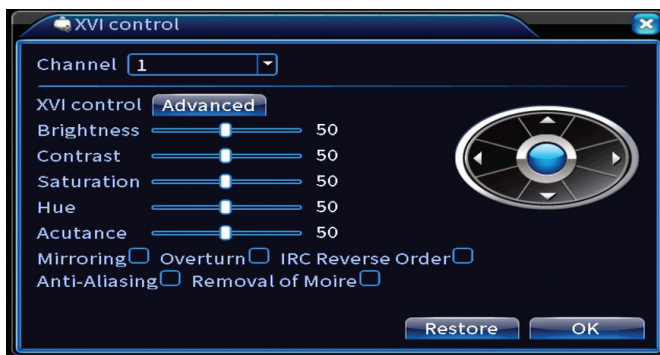 XVI control
Channel 1
XVI control Advanced
Brightness 50
Contrast 50
Saturation 50
Hue 50
Acutance 50
Mirroring Overturn IRC Reverse Order
Anti-Aliasing Removal of Moire
Restore OK